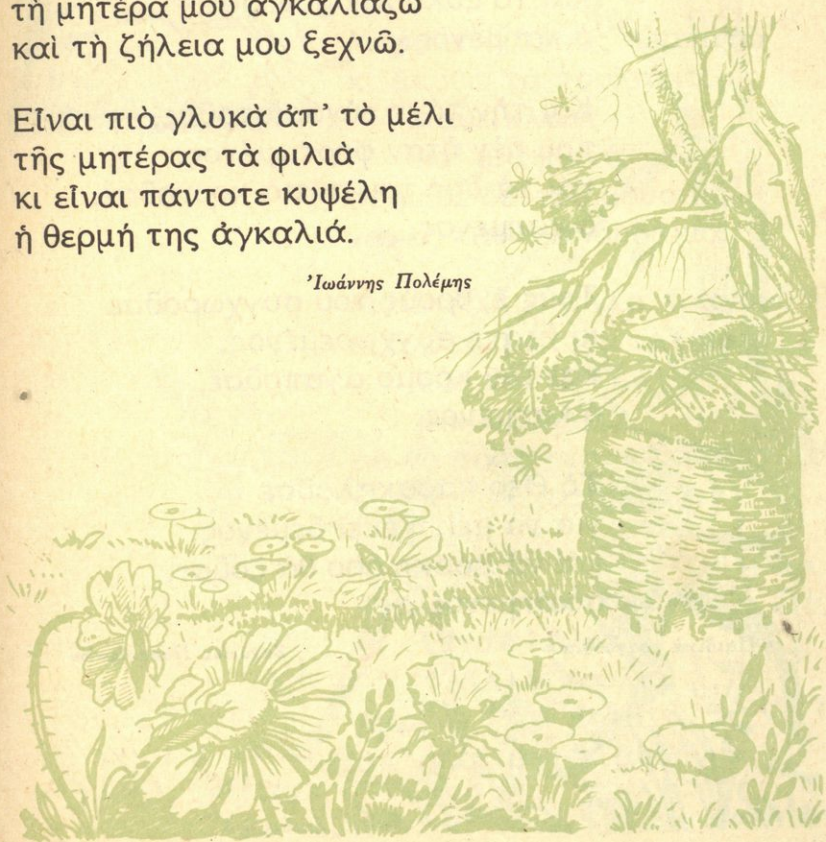 τὴ μητέρα μου ἀγκαλιάζω
καὶ τὴ ζήλεια μου ξεχνῶ.

Εἶναι πιὸ γλυκὰ ἀπ’ τὸ μέλι
τῆς μητέρας τὰ φιλιὰ
κι εἶναι πάντοτε κυψέλη
ἡ θερμή της ἀγκαλιά.

Ἰωάννης Πολέμης